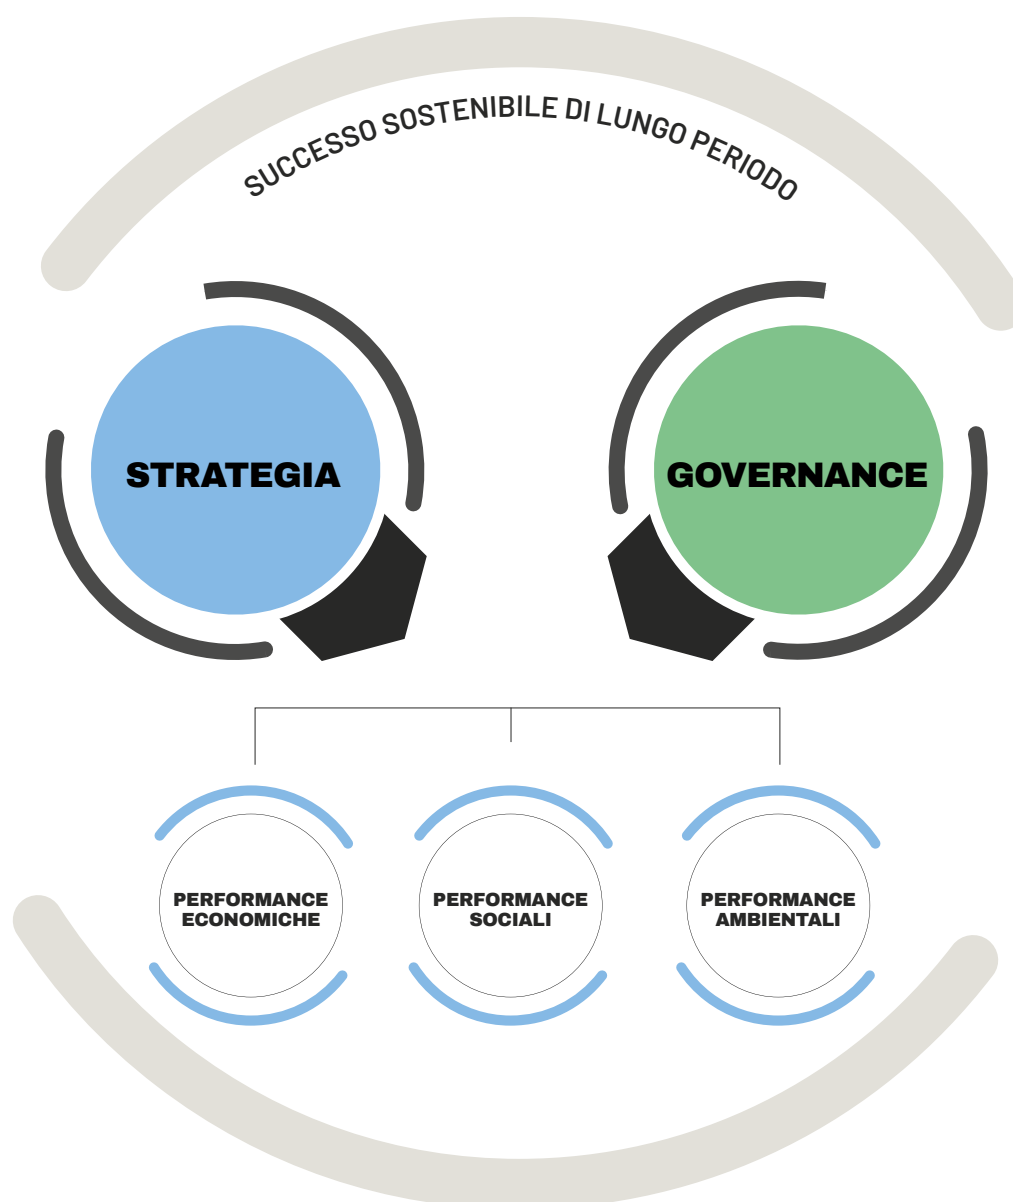 SUCCESSO SOSTENIBILE DI LUNGO PERIODO
STRATEGIA
GOVERNANCE
PERFORMANCE
ECONOMICHE
PERFORMANCE
SOCIALI
PERFORMANCE
AMBIENTALI